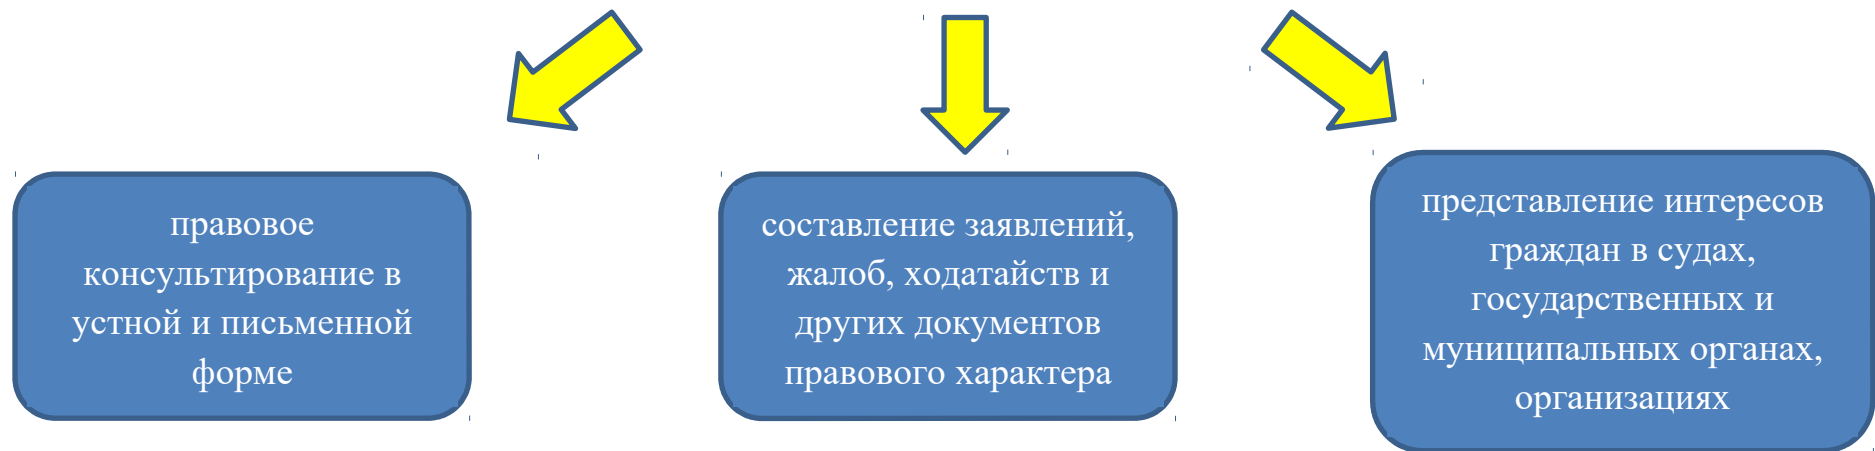 правовое
консультирование в
устной и письменной
форме
составление заявлений,
жалоб, ходатайств и
других документов
правового характера
представление интересов
граждан в судах,
государственных и
муниципальных органах,
организациях